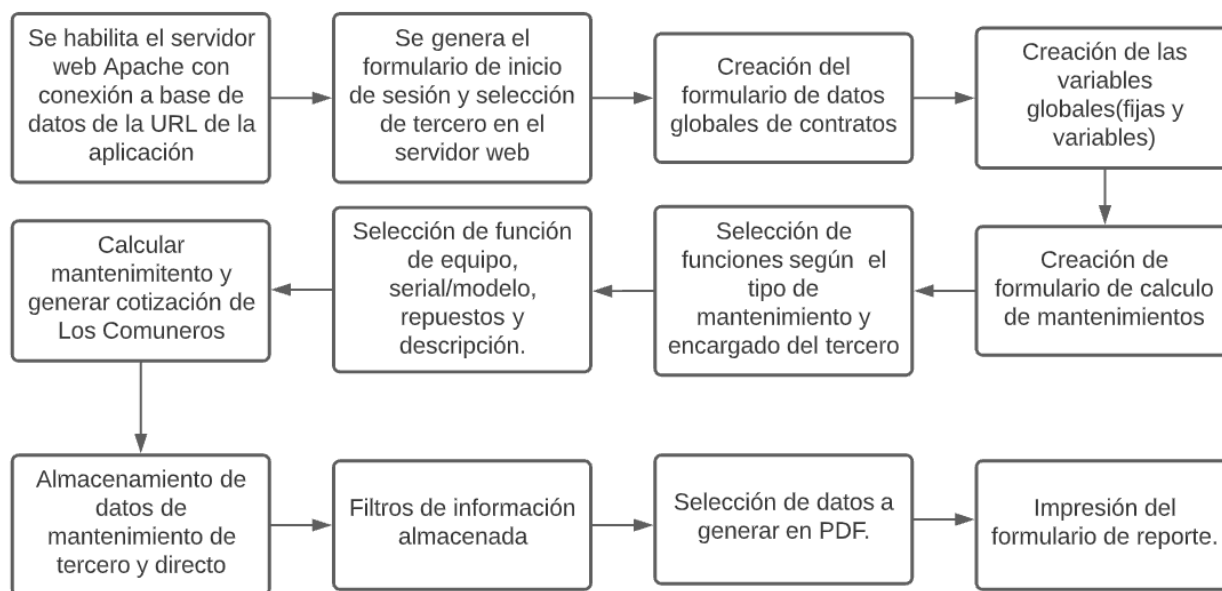 Se habilita el servidor
web Apache con
conexión a base de
datos de la URL de la
aplicación
Se genera el
formulario de inicio
de sesión y selección
de tercero en el
servidor web
Creación del
formulario de datos
globales de contratos
Creación de las
variables
globales(fijas y
variables)
Creación de
formulario de calculo
de mantenimientos
Selección de
funciones según el
tipo de
mantenimiento y
encargado del tercero
Selección de función
de equipo,
serial/modelo,
repuestos y
descripción.
Calcular
mantenimitento y
generar cotización de
Los Comuneros
Almacenamiento de
datos de
mantenimiento de
tercero y directo
Filtros de información
almacenada
Selección de datos a
generar en PDF.
Impresión del
formulario de reporte.